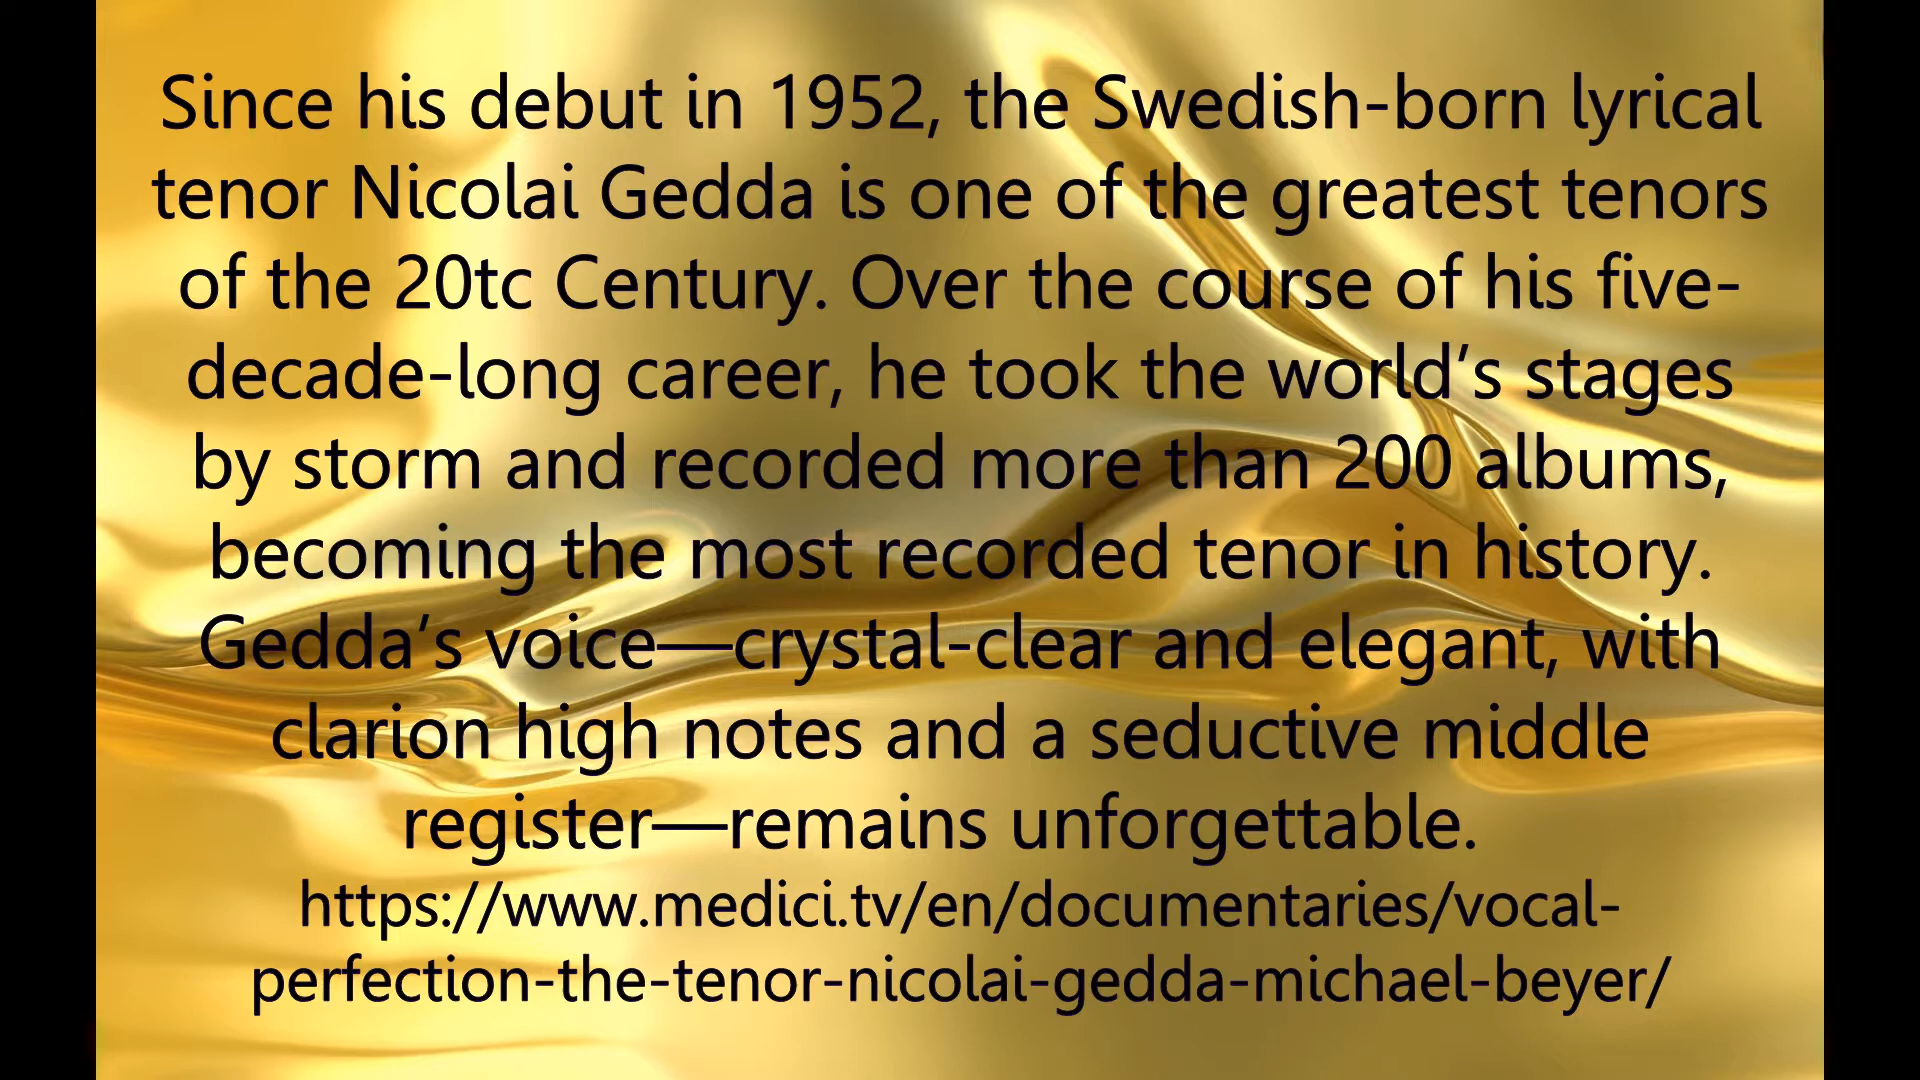 Since his debut in 1952, the Swedish-born lyrical
tenor Nicolai Gedda is one of the greatest tenors
of the 20tc Century. Over the course of his five-
decade-long career, he took the world’s stages
by storm and recorded more than 200 albums,
becoming the most recorded tenor in history.
Gedda’s voice—crystal-clear and elegant, with
clarion high notes and a seductive middle
register—remains unforgettable.
https://www.medici.tv/en/documentaries/vocal-
perfection-the-tenor-nicolai-gedda-michael-beyer/